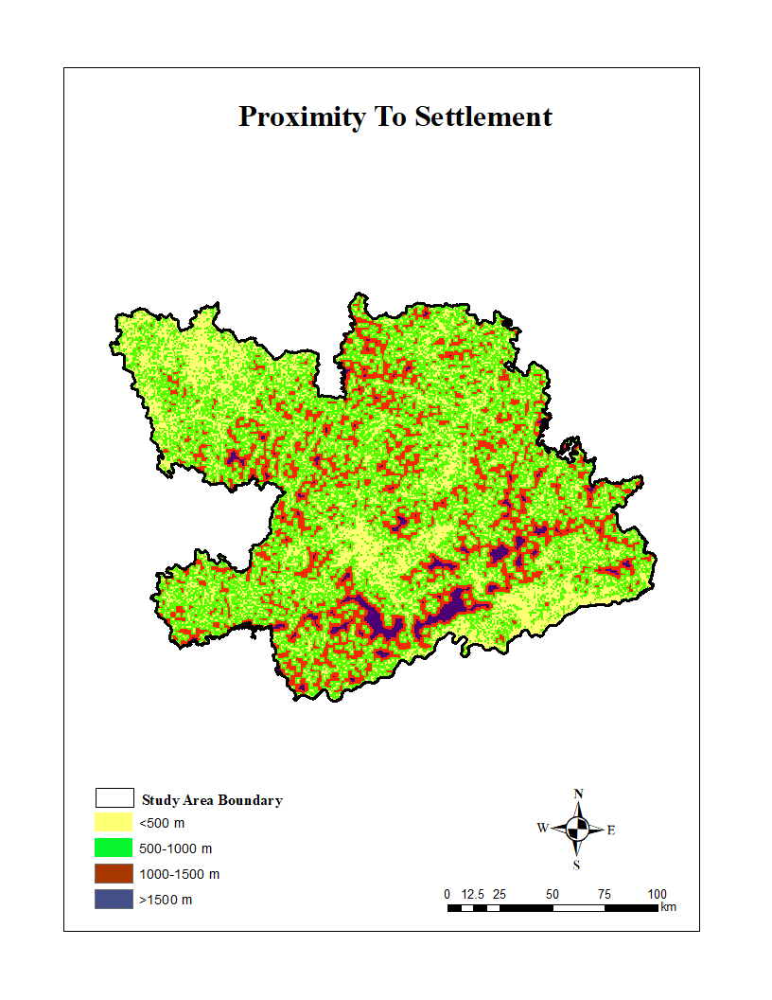 Proximity To Settlement
Study Area Boundary
<500 m
500-1000 m
1000-1500 m
>1500 m
N
W E
S
0 12.5 25 50 75 100
km